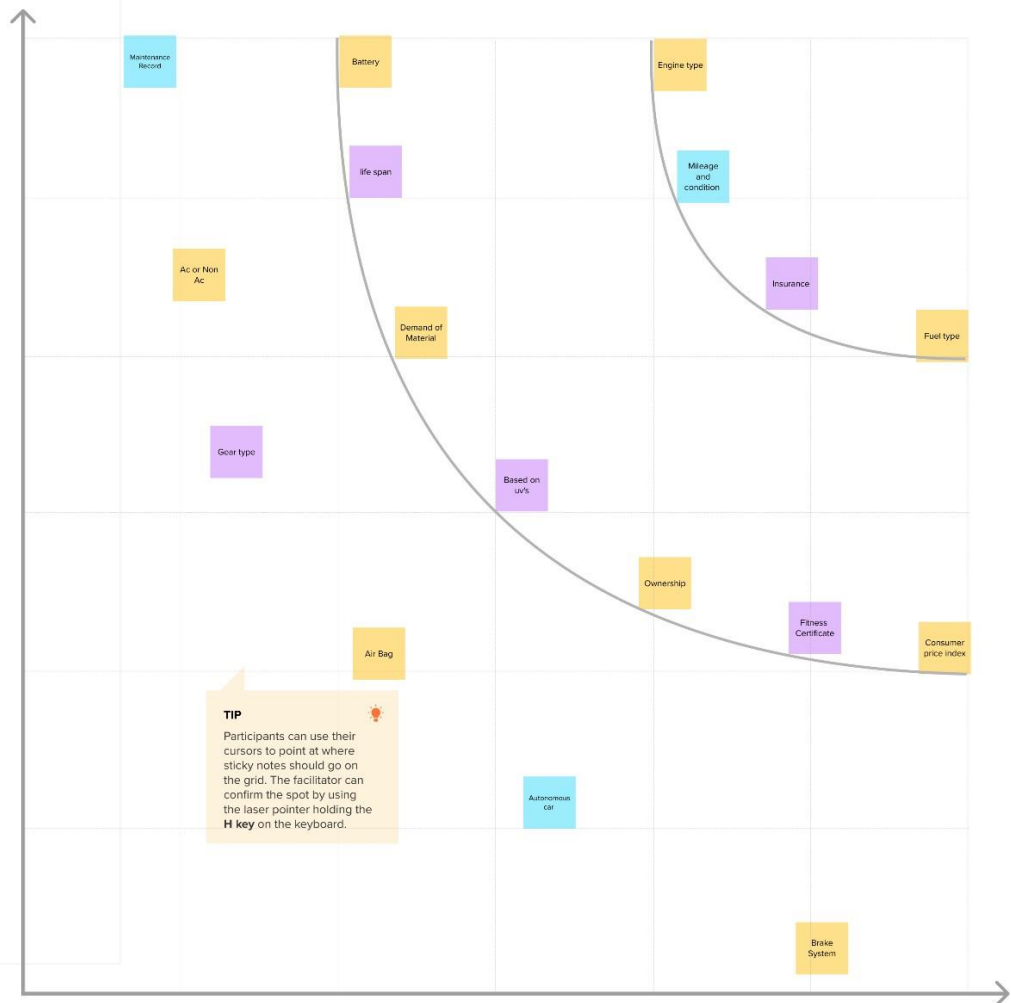 Maintenance
Record
Battery
Engine type
life span
Mileage
and
condition
Ac or Non
Ac
Insurance
Demand of
Material
Fuel type
Gear type
Based on
uv's
Ownership
Fitness
Certificate
Consumer
price index
Air Bag
TIP
Participants can use their
cursors to point at where
sticky notes should go on
the grid. The facilitator can
confirm the spot by using
the laser pointer holding the
H key on the keyboard.
Autonomous
car
Brake
System